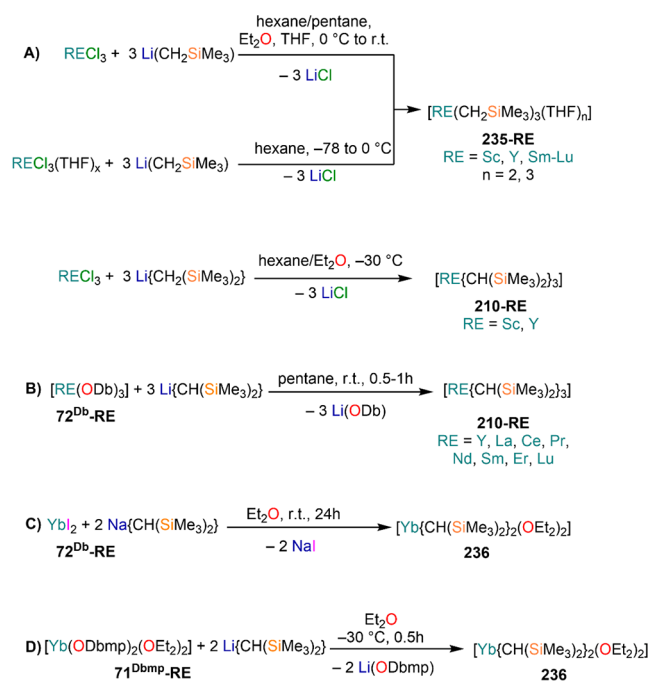 hexane/pentane,
Et₂O, THF, 0 °C to r.t.
A) RECl₃ + 3 Li(CH₂SiMe₃)
– 3 LiCl
[RE(CH₂SiMe₃)₃(THF)ₙ]
235-RE
RE = Sc, Y, Sm-Lu
n = 2, 3
hexane, –78 to 0 °C
RECl₃(THF)ₓ + 3 Li(CH₂SiMe₃)
– 3 LiCl
hexane/Et₂O, –30 °C
RECl₃ + 3 Li{CH₂(SiMe₃)₂} [RE{CH(SiMe₃)₂}₃]
– 3 LiCl
210-RE
RE = Sc, Y
pentane, r.t., 0.5-1h
B) [RE(ODb)₃] + 3 Li{CH(SiMe₃)₂} [RE{CH(SiMe₃)₂}₃]
72ᴰᵇ-RE – 3 Li(ODb)
210-RE
RE = Y, La, Ce, Pr,
Nd, Sm, Er, Lu
Et₂O, r.t., 24h
C) YbI₂ + 2 Na{CH(SiMe₃)₂} [Yb{CH(SiMe₃)₂}₂(OEt₂)₂]
72ᴰᵇ-RE – 2 NaI 236
Et₂O
–30 °C, 0.5h
D) [Yb(ODbmp)₂(OEt₂)₂] + 2 Li{CH(SiMe₃)₂} [Yb{CH(SiMe₃)₂}₂(OEt₂)₂]
71ᴰᵇᵐᵖ-RE – 2 Li(ODbmp) 236